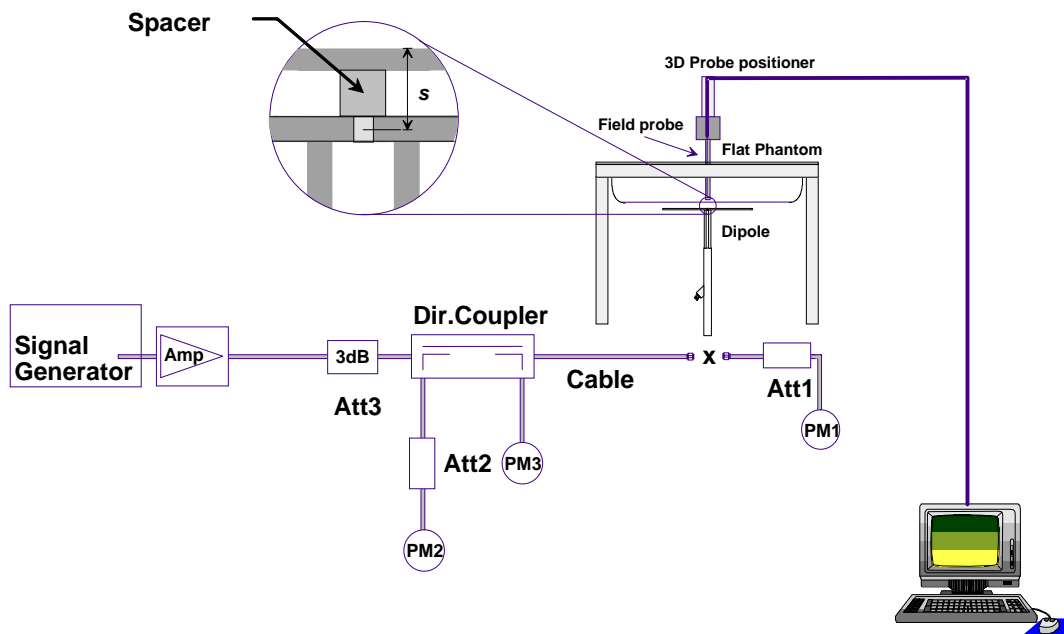 Spacer
s
3D Probe positioner
Field probe
Flat Phantom
Dipole
Dir.Coupler
Signal
Generator
Amp
3dB
Att3
Cable
x
Att1
PM1
Att2
PM3
PM2